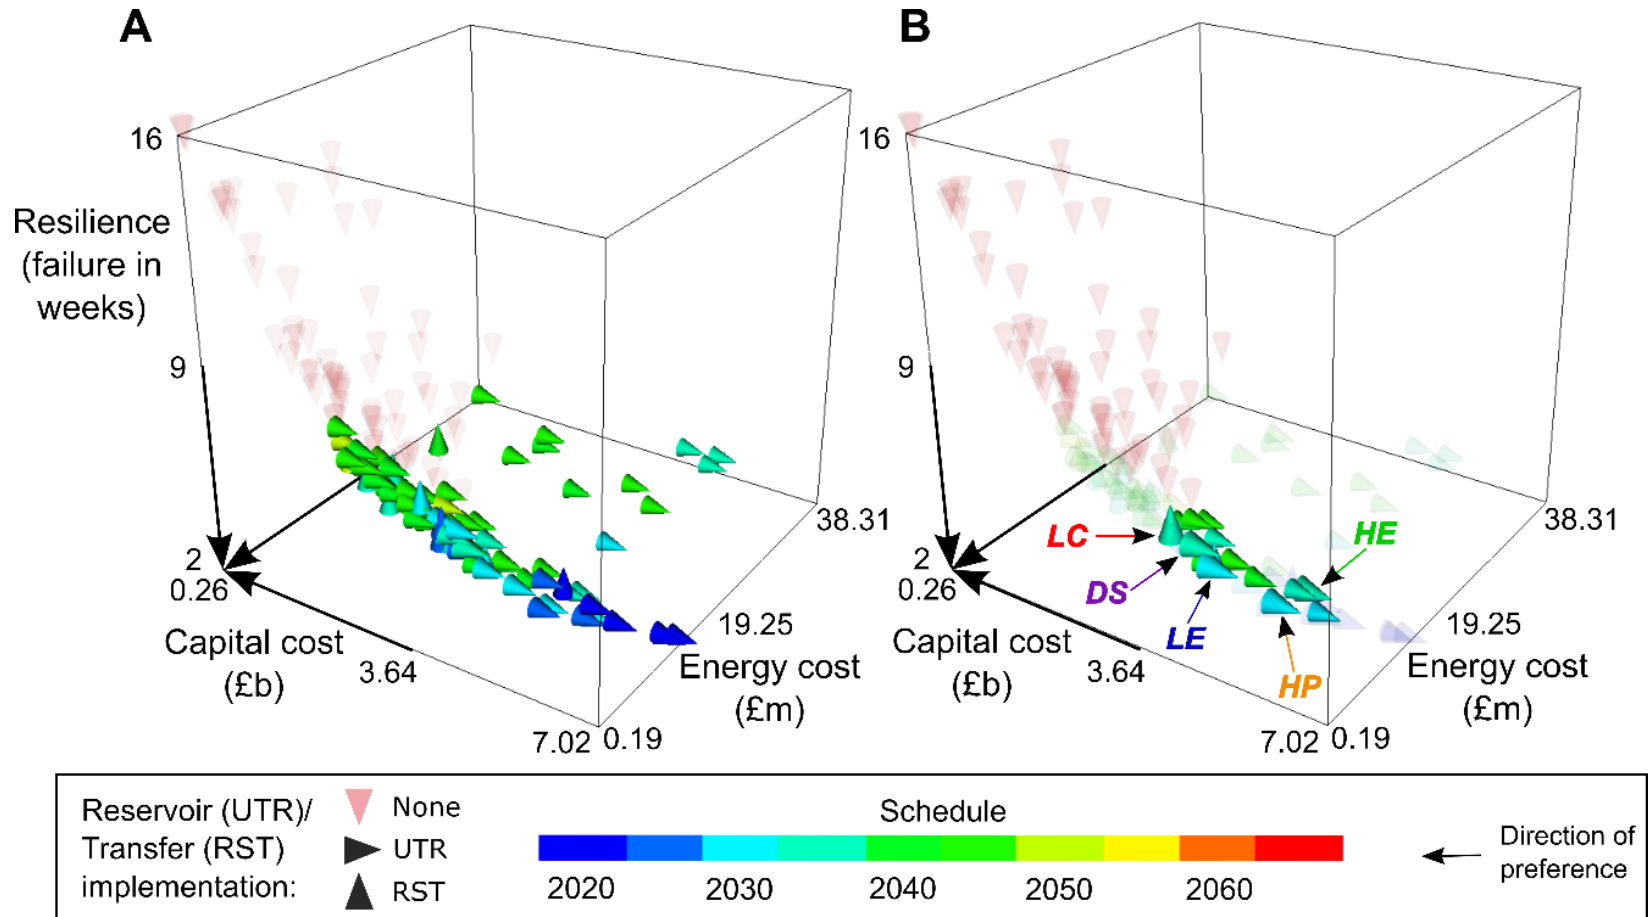 A
B
16
Resilience
(failure in
weeks)
9
2
0.26
Capital cost
(£b)
3.64
7.02
0.19
Energy cost
(£m)
19.25
38.31
16
9
2
0.26
Capital cost
(£b)
3.64
7.02
0.19
Energy cost
(£m)
19.25
38.31
LC
DS
LE
HP
HE
Reservoir (UTR)/
Transfer (RST)
implementation:
None
UTR
RST
Schedule
2020 2030 2040 2050 2060
Direction of
preference